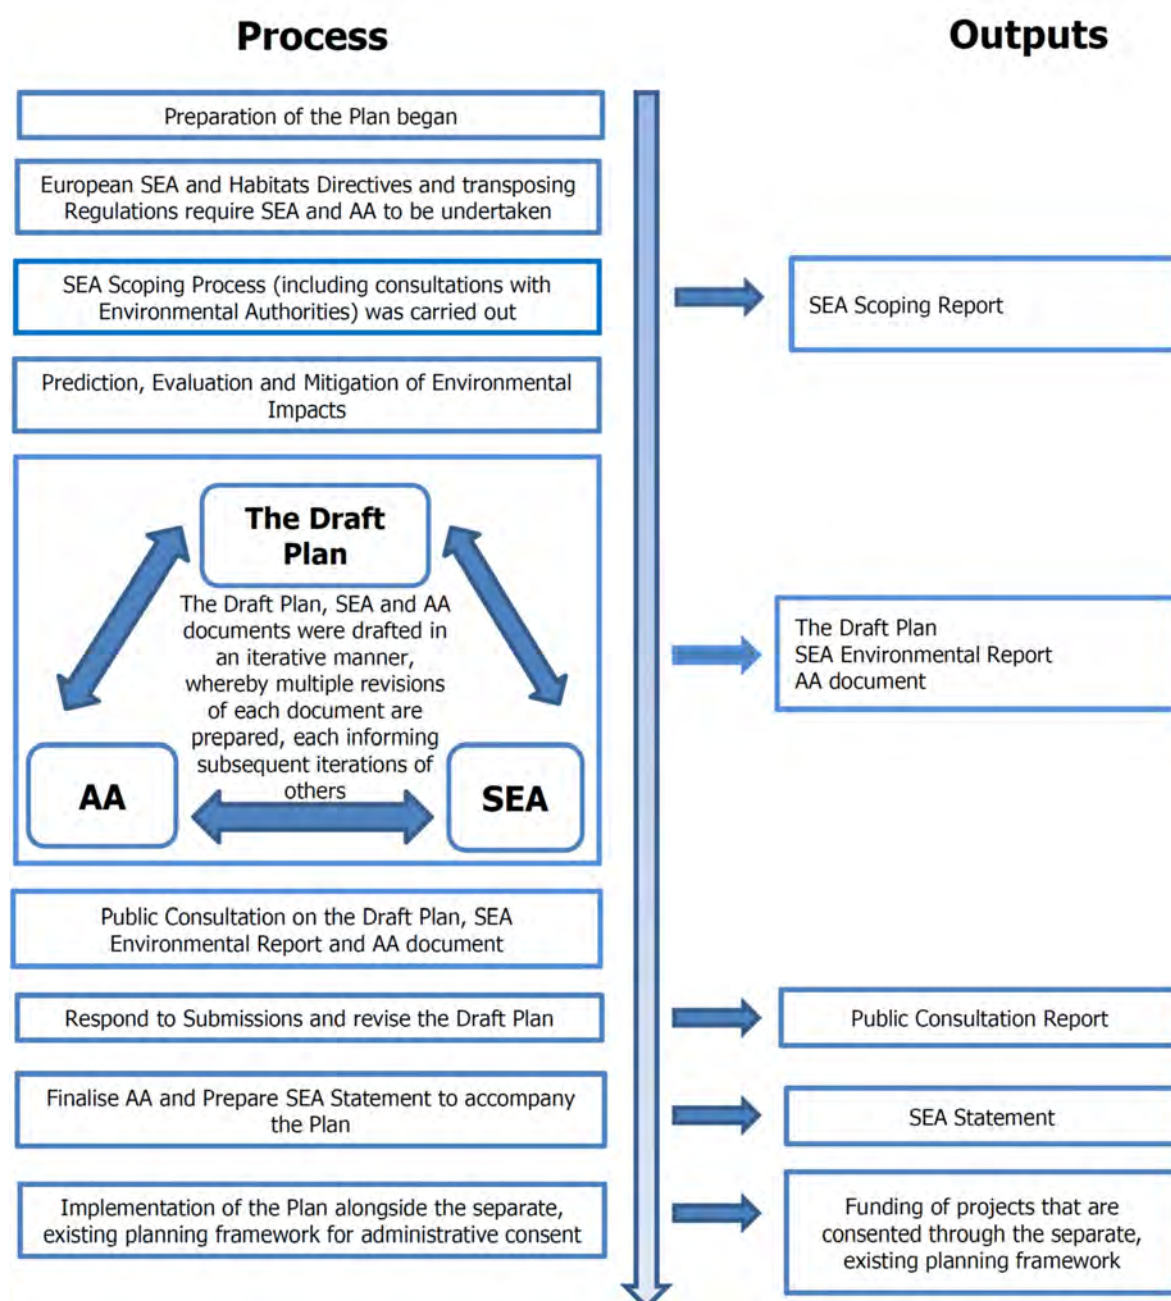 Process
Outputs
Preparation of the Plan began
European SEA and Habitats Directives and transposing
Regulations require SEA and AA to be undertaken
SEA Scoping Process (including consultations with
Environmental Authorities) was carried out
SEA Scoping Report
Prediction, Evaluation and Mitigation of Environmental
Impacts
The Draft
Plan
The Draft Plan, SEA and AA
documents were drafted in
an iterative manner,
whereby multiple revisions
of each document are
prepared, each informing
subsequent iterations of
others
AA
SEA
The Draft Plan
SEA Environmental Report
AA document
Public Consultation on the Draft Plan, SEA
Environmental Report and AA document
Respond to Submissions and revise the Draft Plan
Public Consultation Report
Finalise AA and Prepare SEA Statement to accompany
the Plan
SEA Statement
Implementation of the Plan alongside the separate,
existing planning framework for administrative consent
Funding of projects that are
consented through the separate,
existing planning framework